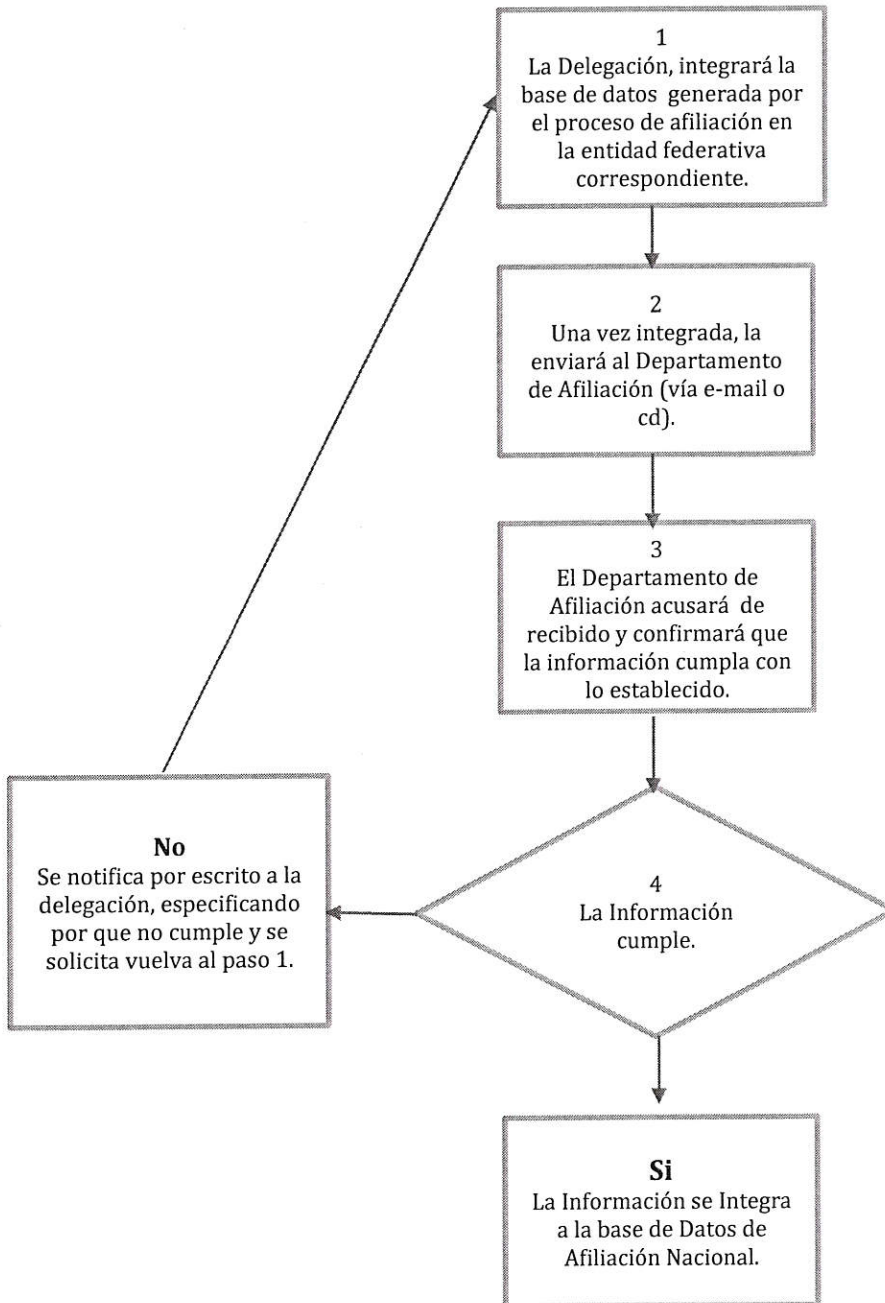 1
La Delegación, integrará la
base de datos generada por
el proceso de afiliación en
la entidad federativa
correspondiente.
2
Una vez integrada, la
enviará al Departamento
de Afiliación (vía e-mail o
cd).
3
El Departamento de
Afiliación acusará de
recibido y confirmará que
la información cumpla con
lo establecido.
4
La Información
cumple.
No
Se notifica por escrito a la
delegación, especificando
por que no cumple y se
solicita vuelva al paso 1.
Si
La Información se Integra
a la base de Datos de
Afiliación Nacional.